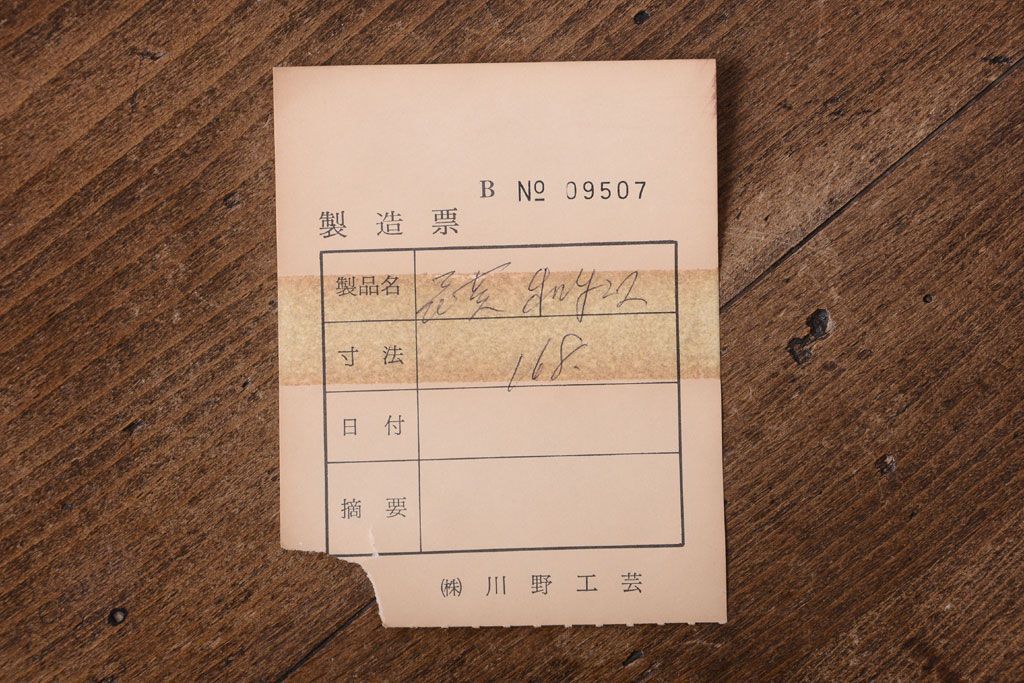 B № 09507
製造票
製品名
寸法 168.
日付
摘要
㈱ 川野工芸